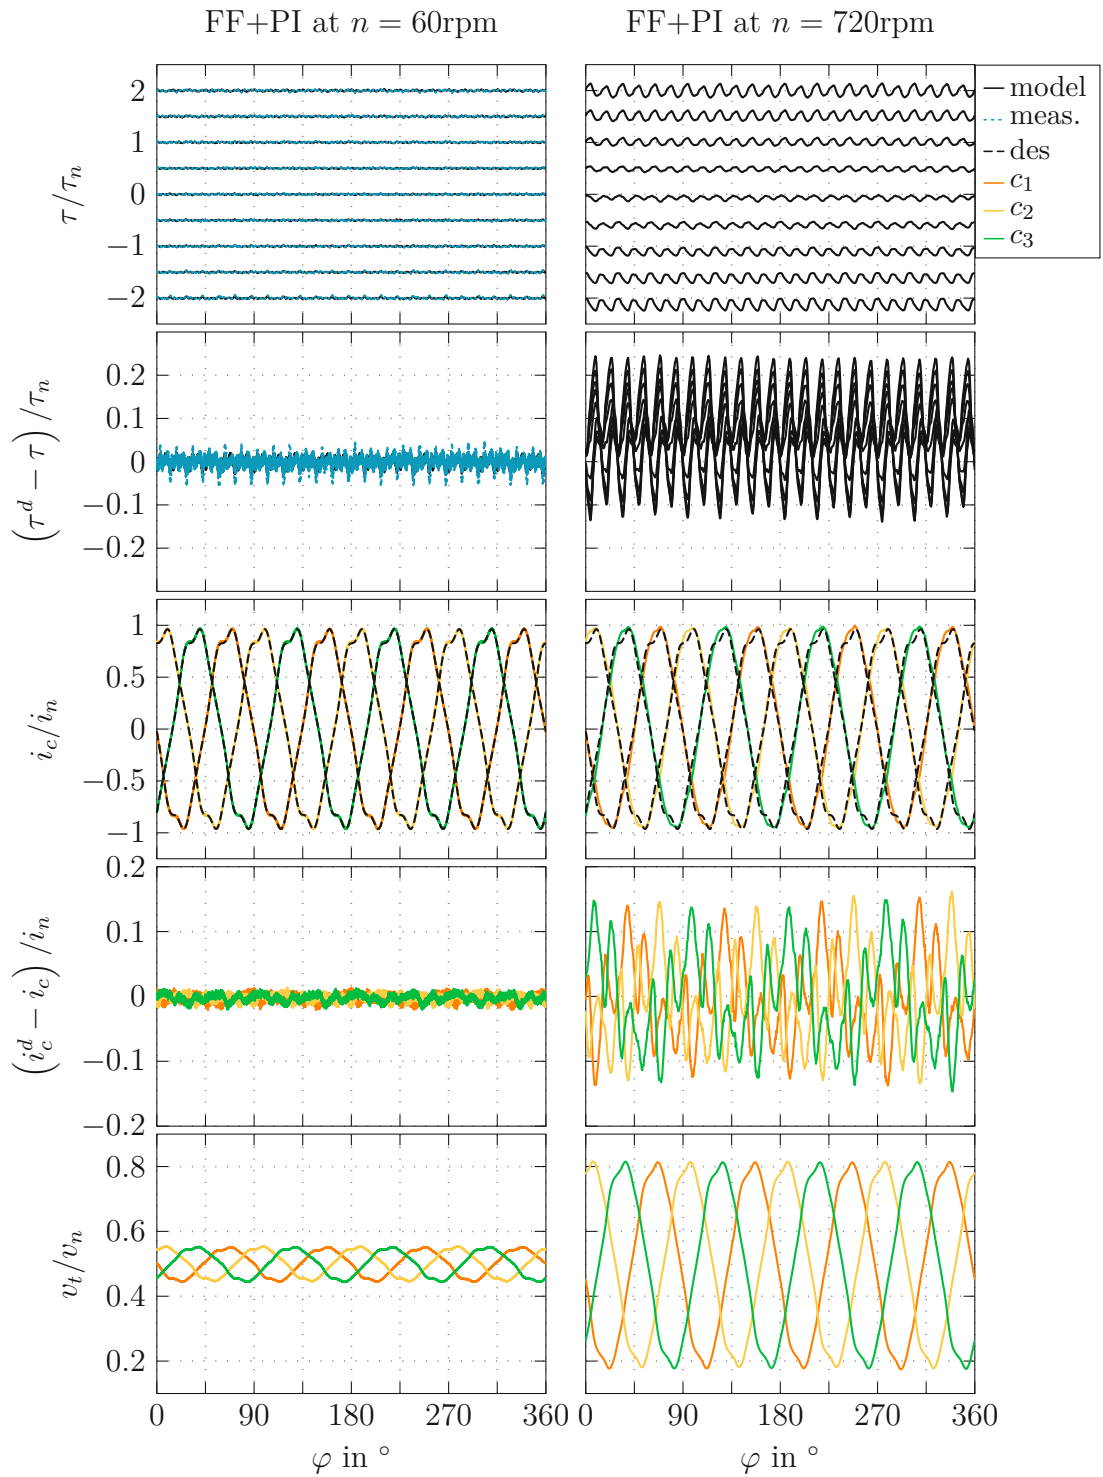 FF+PI at n = 60rpm
FF+PI at n = 720rpm
2
1
0
−1
−2
τ/τn
model
meas.
des
c1
c2
c3
0.2
0.1
0
−0.1
−0.2
(τ^d − τ) /τn
1
0.5
0
−0.5
−1
ic/in
0.2
0.1
0
−0.1
−0.2
(i_c^d − ic) /in
0.8
0.6
0.4
0.2
vt/vn
0 90 180 270 360
0 90 180 270 360
φ in °
φ in °